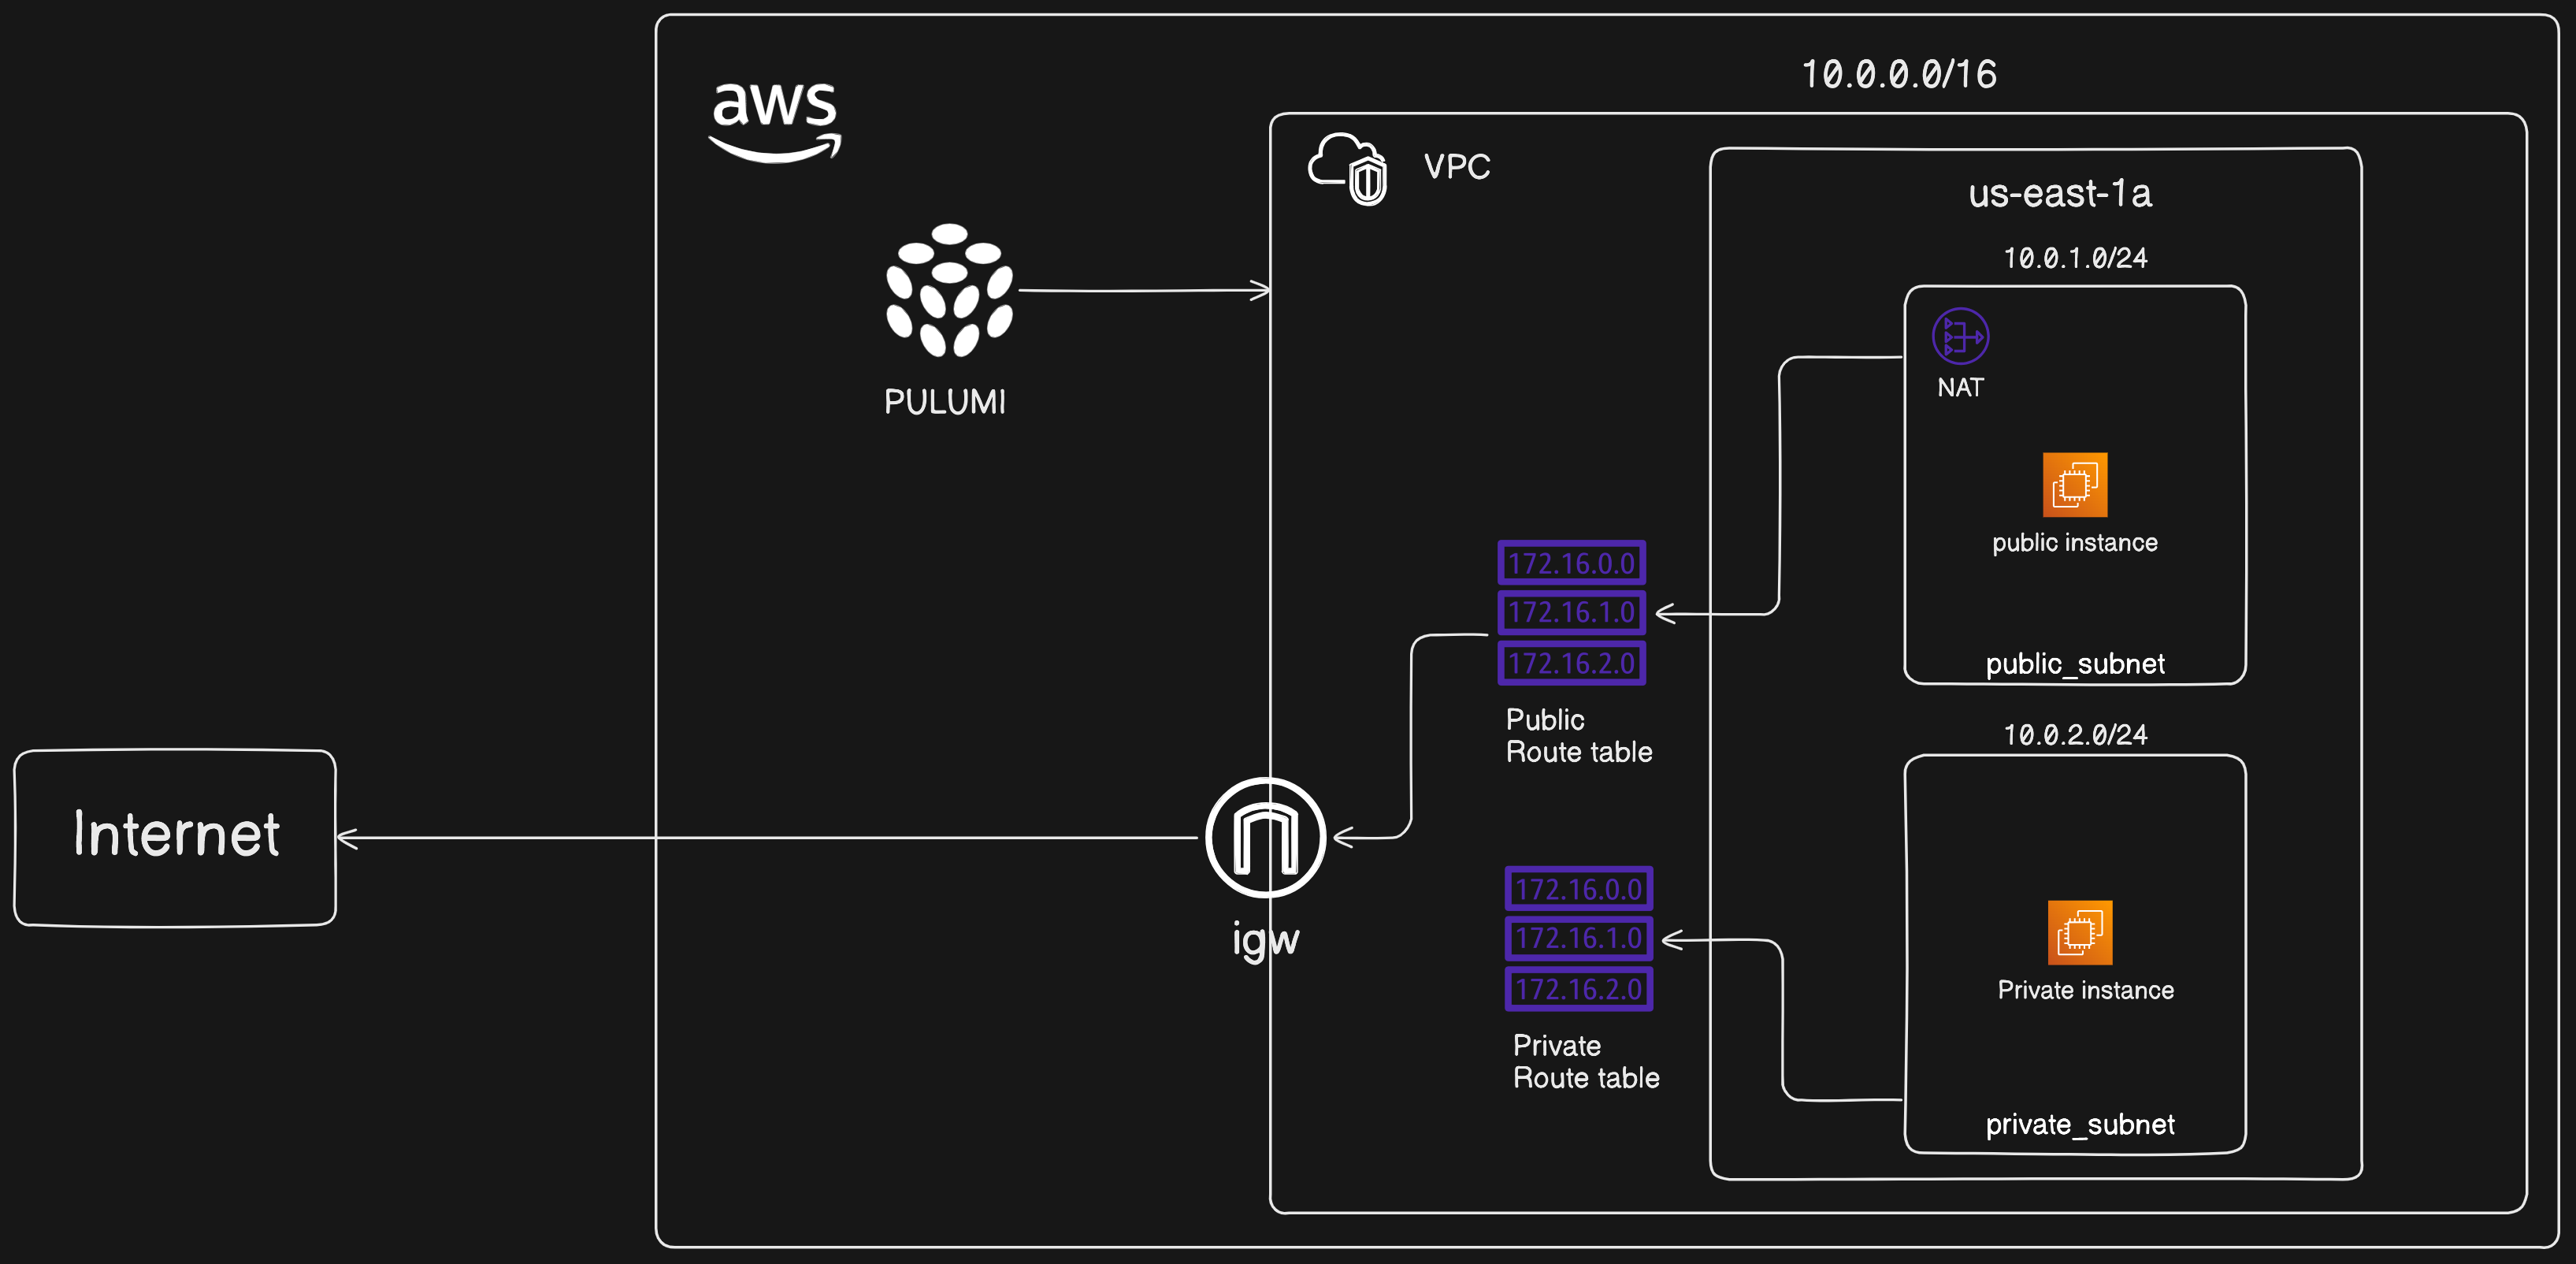 aws
PULUMI
10.0.0.0/16
VPC
us-east-1a
10.0.1.0/24
NAT
public instance
public_subnet
172.16.0.0
172.16.1.0
172.16.2.0
Public
Route table
10.0.2.0/24
Private instance
private_subnet
172.16.0.0
172.16.1.0
172.16.2.0
Private
Route table
igw
Internet